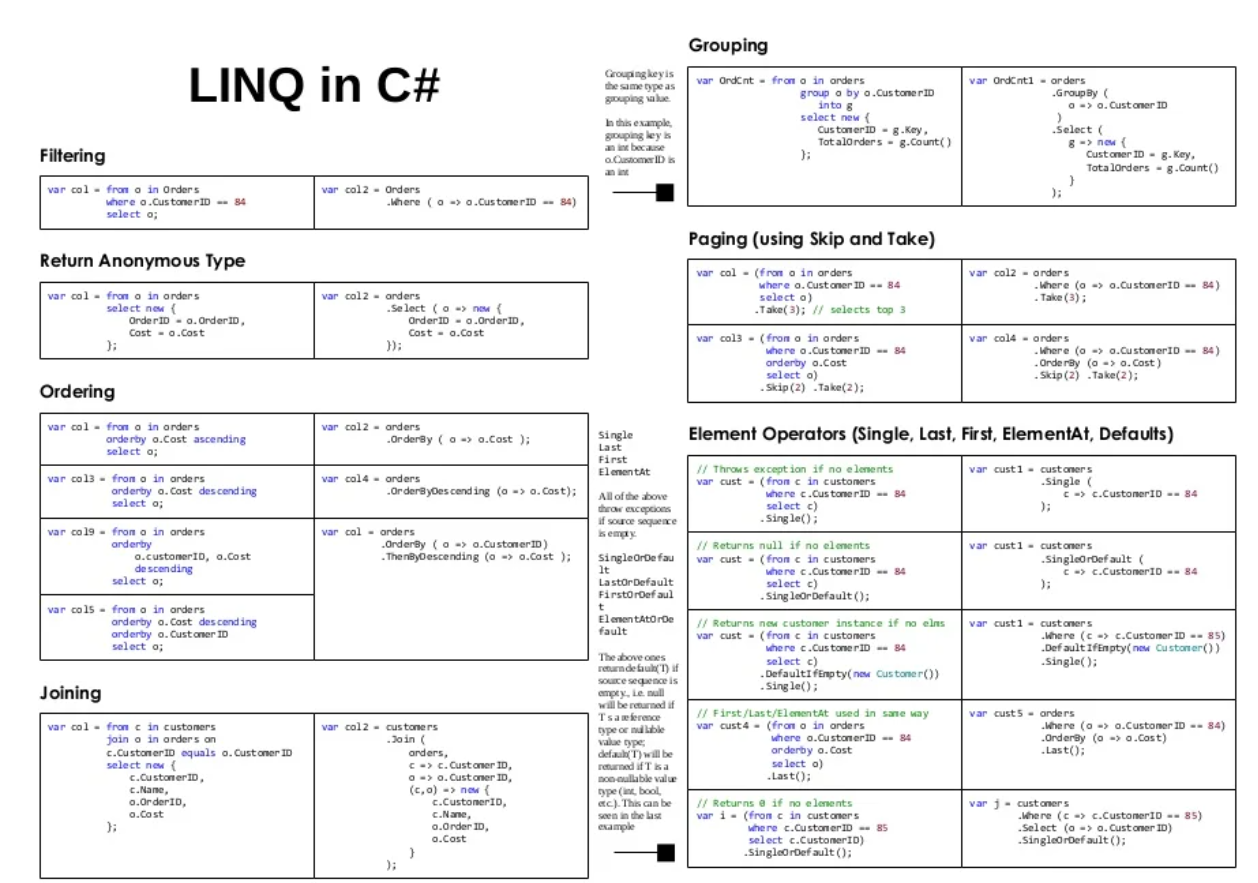 LINQ in C#
Filtering
var col = from o in Orders
where o.CustomerID == 84
select o;
var col2 = Orders
.Where ( o => o.CustomerID == 84)
Return Anonymous Type
var col = from o in orders
select new {
OrderID = o.OrderID,
Cost = o.Cost
};
var col2 = orders
.Select ( o => new {
OrderID = o.OrderID,
Cost = o.Cost
});
Ordering
var col = from o in orders
orderby o.Cost ascending
select o;
var col2 = orders
.OrderBy ( o => o.Cost );
var col3 = from o in orders
orderby o.Cost descending
select o;
var col4 = orders
.OrderByDescending (o => o.Cost);
var col9 = from o in orders
orderby
o.customerID, o.Cost
descending
select o;
var col = orders
.OrderBy ( o => o.CustomerID)
.ThenByDescending (o => o.Cost );
var col5 = from o in orders
orderby o.Cost descending
orderby o.CustomerID
select o;
Joining
var col = from c in customers
join o in orders on
c.CustomerID equals o.CustomerID
select new {
c.CustomerID,
c.Name,
o.OrderID,
o.Cost
};
var col2 = customers
.Join (
orders,
c => c.CustomerID,
o => o.CustomerID,
(c,o) => new {
c.CustomerID,
c.Name,
o.OrderID,
o.Cost
}
);
Grouping key is
the same type as
grouping value.
In this example,
grouping key is
an int because
o.CustomerID is
an int
Single
Last
First
ElementAt
All of the above
throw exceptions
if source sequence
is empty.
SingleOrDefau
lt
LastOrDefault
FirstOrDefaul
t
ElementAtOrDe
fault
The above ones
return default(T) if
source sequence is
empty., i.e. null
will be returned if
T s a reference
type or nullable
value type;
default(T) will be
returned if T is a
non-nullable value
type (int, bool,
etc.). This can be
seen in the last
example
Grouping
var OrdCnt = from o in orders
group o by o.CustomerID
into g
select new {
CustomerID = g.Key,
TotalOrders = g.Count()
};
var OrdCnt1 = orders
.GroupBy (
o => o.CustomerID
)
.Select (
g => new {
CustomerID = g.Key,
TotalOrders = g.Count()
}
);
Paging (using Skip and Take)
var col = (from o in orders
where o.CustomerID == 84
select o)
.Take(3); // selects top 3
var col2 = orders
.Where (o => o.CustomerID == 84)
.Take(3);
var col3 = (from o in orders
where o.CustomerID == 84
orderby o.Cost
select o)
.Skip(2) .Take(2);
var col4 = orders
.Where (o => o.CustomerID == 84)
.OrderBy (o => o.Cost)
.Skip(2) .Take(2);
Element Operators (Single, Last, First, ElementAt, Defaults)
// Throws exception if no elements
var cust = (from c in customers
where c.CustomerID == 84
select c)
.Single();
var cust1 = customers
.Single (
c => c.CustomerID == 84
);
// Returns null if no elements
var cust = (from c in customers
where c.CustomerID == 84
select c)
.SingleOrDefault();
var cust1 = customers
.SingleOrDefault (
c => c.CustomerID == 84
);
// Returns new customer instance if no elms
var cust = (from c in customers
where c.CustomerID == 84
select c)
.DefaultIfEmpty(new Customer())
.Single();
var cust1 = customers
.Where (c => c.CustomerID == 85)
.DefaultIfEmpty(new Customer())
.Single();
// First/Last/ElementAt used in same way
var cust4 = (from o in orders
where o.CustomerID == 84
orderby o.Cost
select o)
.Last();
var cust5 = orders
.Where (o => o.CustomerID == 84)
.OrderBy (o => o.Cost)
.Last();
// Returns 0 if no elements
var i = (from c in customers
where c.CustomerID == 85
select c.CustomerID)
.SingleOrDefault();
var j = customers
.Where (c => c.CustomerID == 85)
.Select (o => o.CustomerID)
.SingleOrDefault();